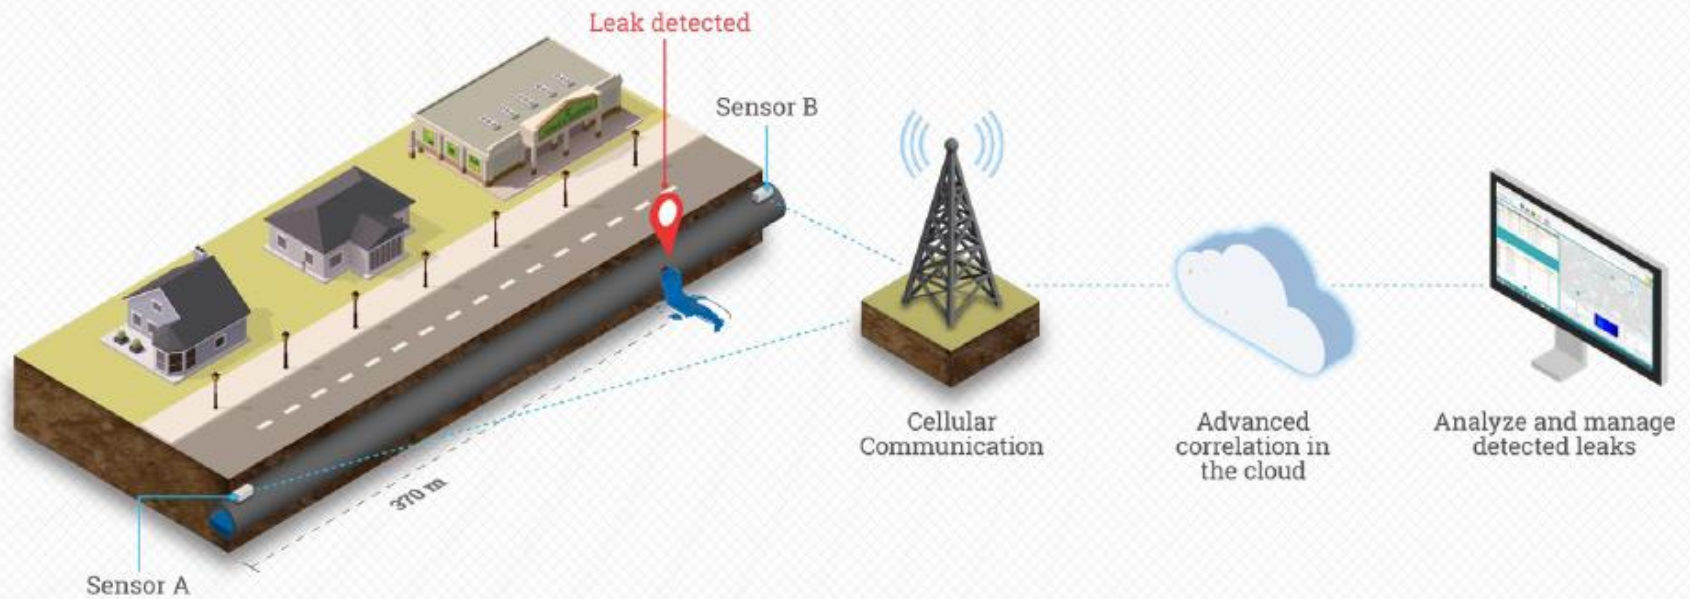 Leak detected
Sensor B
370 m
Sensor A
Cellular
Communication
Advanced
correlation in
the cloud
Analyze and manage
detected leaks